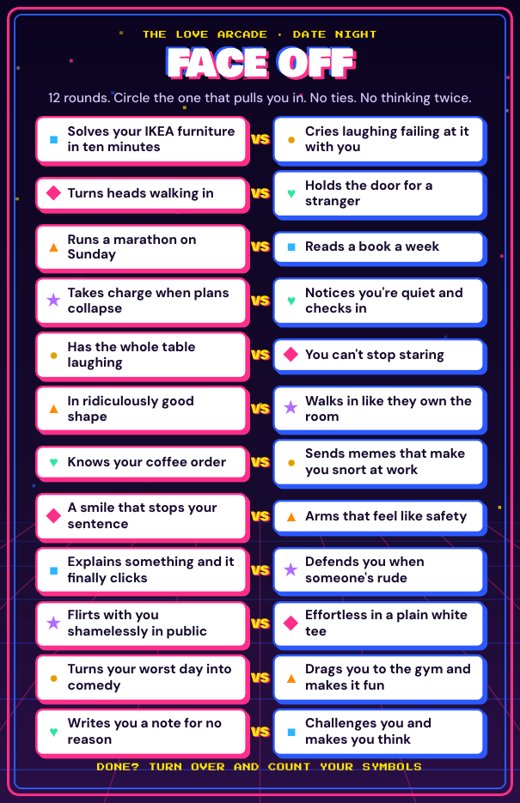 THE LOVE ARCADE · DATE NIGHT
FACE OFF
12 rounds. Circle the one that pulls you in. No ties. No thinking twice.
Solves your IKEA furniture
in ten minutes
VS
Cries laughing failing at it
with you
Turns heads walking in
VS
Holds the door for a
stranger
Runs a marathon on
Sunday
VS
Reads a book a week
Takes charge when plans
collapse
VS
Notices you're quiet and
checks in
Has the whole table
laughing
VS
You can't stop staring
In ridiculously good
shape
VS
Walks in like they own the
room
Knows your coffee order
VS
Sends memes that make
you snort at work
A smile that stops your
sentence
VS
Arms that feel like safety
Explains something and it
finally clicks
VS
Defends you when
someone's rude
Flirts with you
shamelessly in public
VS
Effortless in a plain white
tee
Turns your worst day into
comedy
VS
Drags you to the gym and
makes it fun
Writes you a note for no
reason
VS
Challenges you and
makes you think
DONE? TURN OVER AND COUNT YOUR SYMBOLS